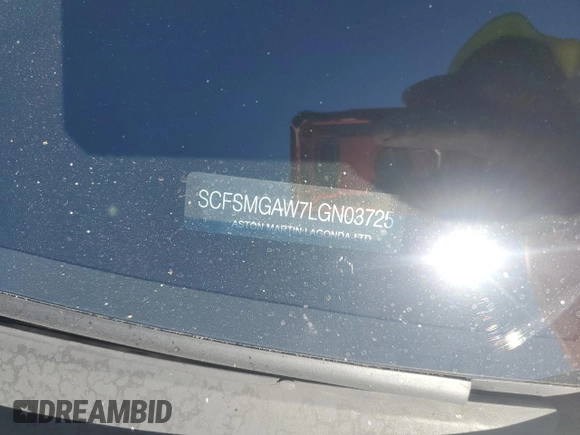 SCFSMGAW7LGN03725
ASTON MARTIN LAGONDA LTD
DREAMBID